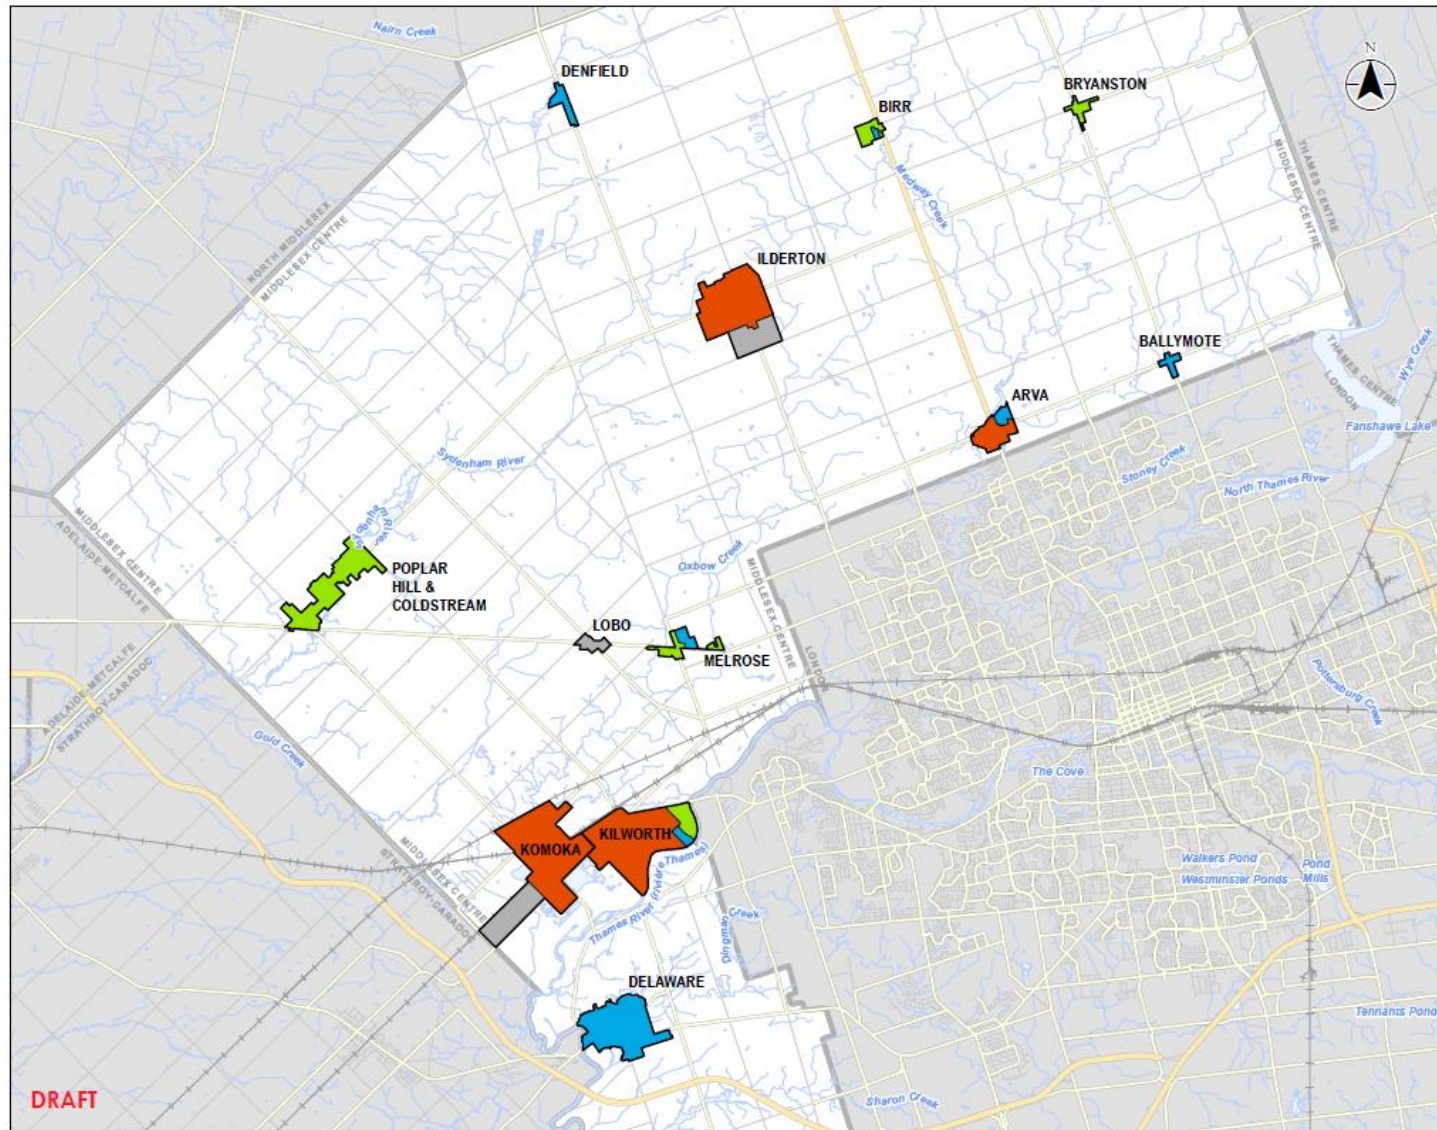 Nairn Creek
N
DENFIELD
BRYANSTON
BIRR
THAMES CENTRE
MIDDLESEX CENTRE
Medway Creek
NORTH MIDDLESEX
MIDDLESEX CENTRE
ILDERTON
BALLYMOTE
THAMES CENTRE
LONDON
Wye Creek
ARVA
Fanshawe Lake
Sydenham River
Stoney Creek
North Thames River
Sydenham River
MIDDLESEX CENTRE
ADELAIDE-METCALFE
Oxbow Creek
POPLAR
HILL &
COLDSTREAM
MIDDLESEX CENTRE
LONDON
LOBO
MELROSE
ADELAIDE-METCALFE
STRATHROY-CARADOC
Pottersburg Creek
Gold Creek
The Cove
KILWORTH
KOMOKA
MIDDLESEX CENTRE
STRATHROY-CARADOC
Thames River (rivière Thames)
Walkers Pond
Westminster Ponds
Pond
Mills
Dingman Creek
DELAWARE
Tennants Pond
Sharon Creek
DRAFT